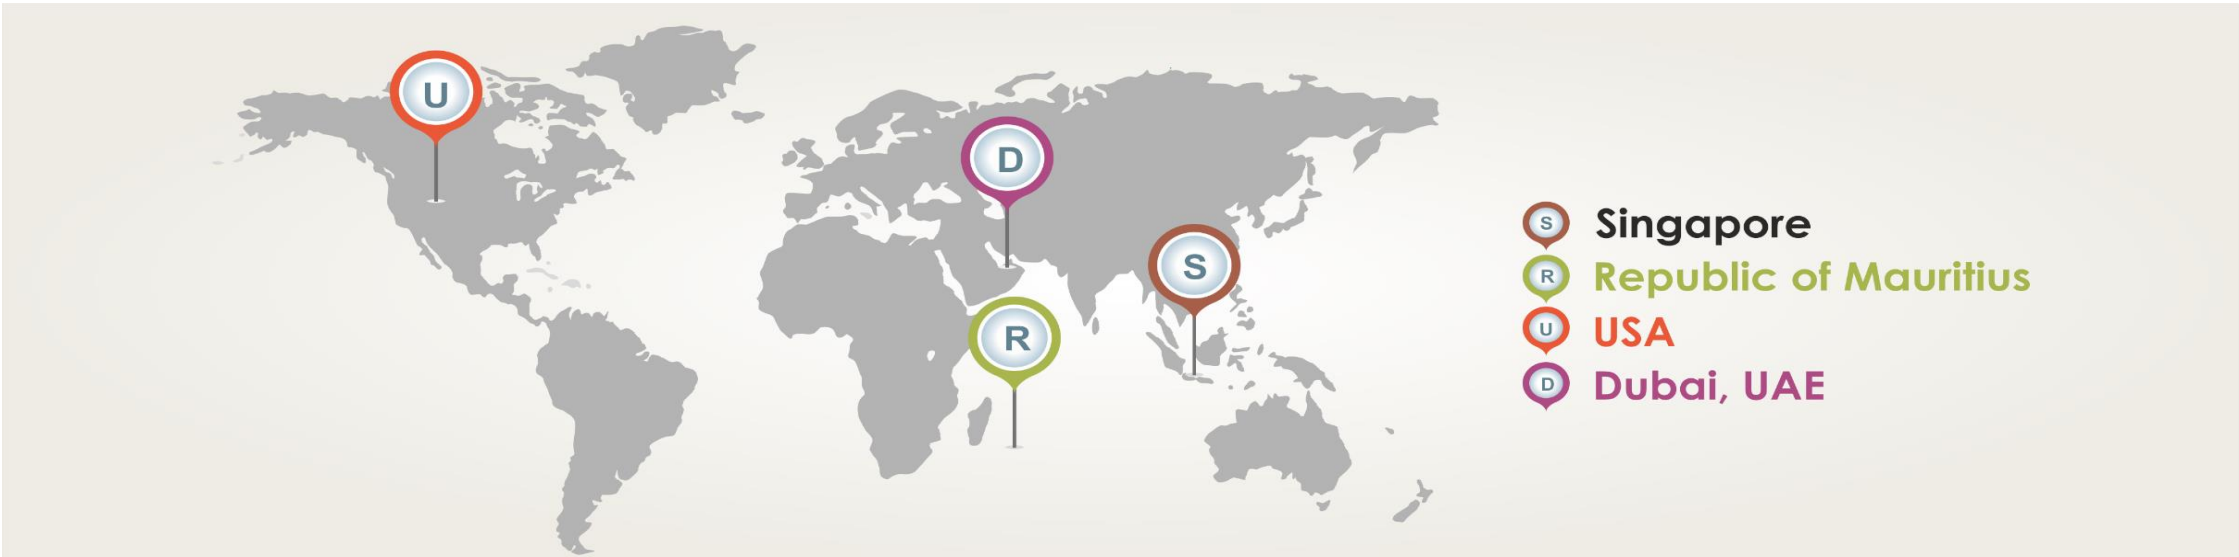 U
D
S
R
S Singapore
R Republic of Mauritius
U USA
D Dubai, UAE